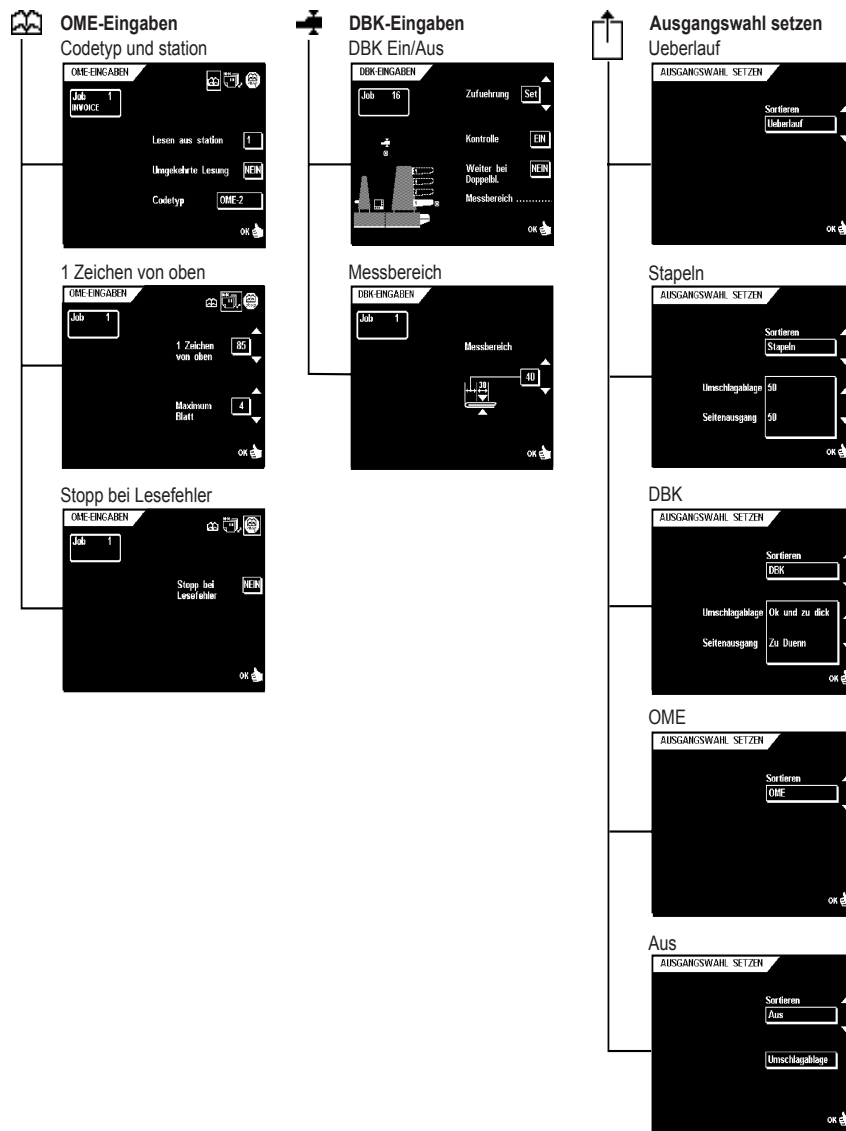 OME-Eingaben
Codetyp und station
OME-EINGABEN
Job 1
INVOICE
Lesen aus station 1
Umgekehrte Lesung NEIN
Codetyp OME-2
OK
1 Zeichen von oben
OME-EINGABEN
Job 1
1 Zeichen
von oben 85
Maximum
Blatt 4
OK
Stopp bei Lesefehler
OME-EINGABEN
Job 1
Stopp bei
Lesefehler NEIN
OK
DBK-Eingaben
DBK Ein/Aus
DBK-EINGABEN
Job 16
Zufuehrung Set
Kontrolle EIN
Weiter bei
Doppelbl. NEIN
Messbereich ............
OK
Messbereich
DBK-EINGABEN
Job 1
Messbereich
40
30
OK
Ausgangswahl setzen
Ueberlauf
AUSGANGSWAHL SETZEN
Sortieren
Ueberlauf
OK
Stapeln
AUSGANGSWAHL SETZEN
Sortieren
Stapeln
Umschlagablage 50
Seitenausgang 50
OK
DBK
AUSGANGSWAHL SETZEN
Sortieren
DBK
Umschlagablage Ok und zu dick
Seitenausgang Zu Duenn
OK
OME
AUSGANGSWAHL SETZEN
Sortieren
OME
OK
Aus
AUSGANGSWAHL SETZEN
Sortieren
Aus
Umschlagablage
OK